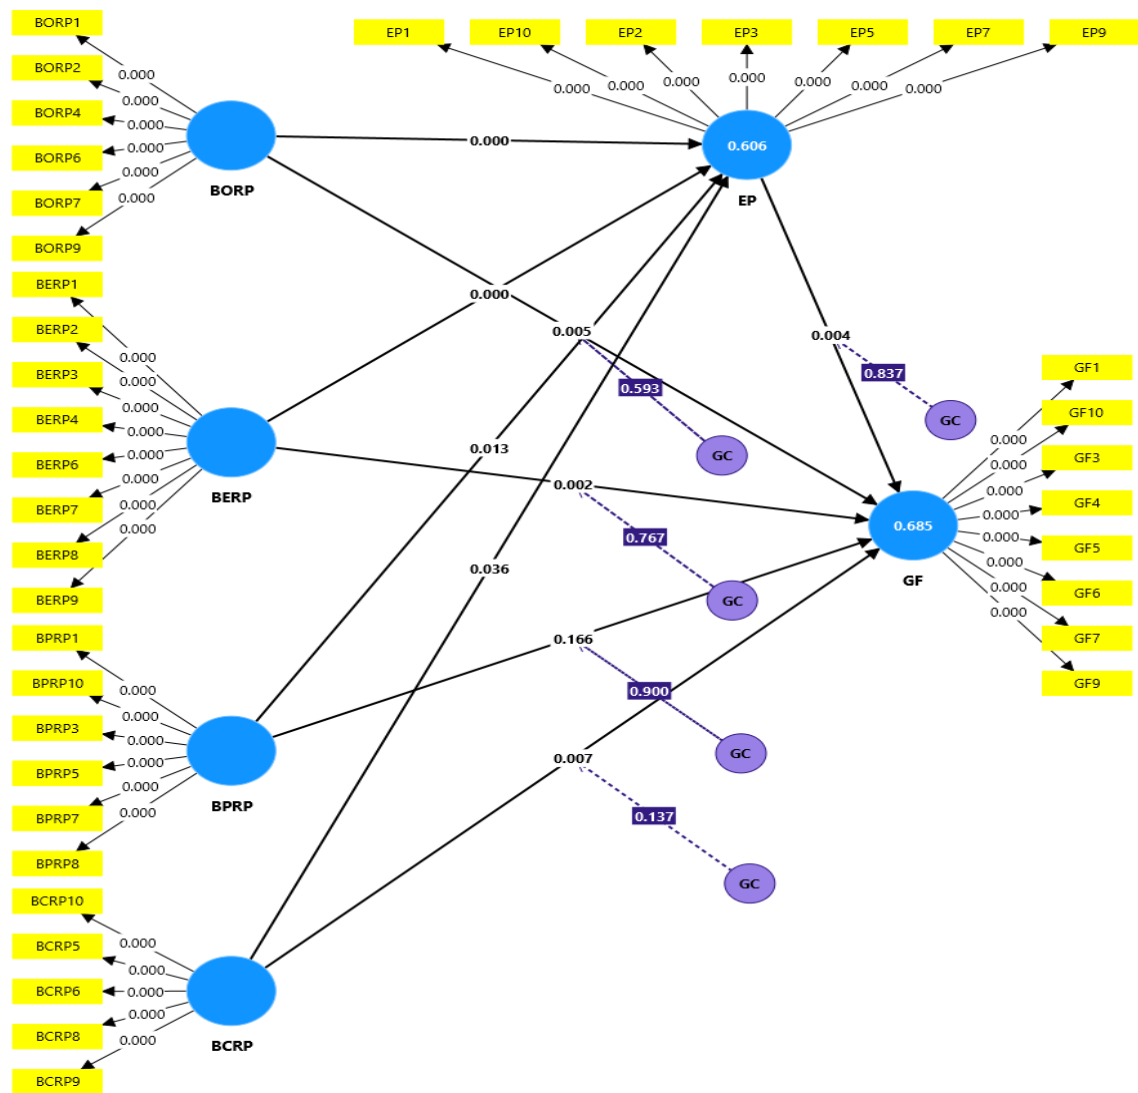 BORP1
BORP2
BORP4
BORP6
BORP7
BORP9
0.000
0.000
0.000
0.000
0.000
0.000
BORP
EP1
EP10
EP2
EP3
EP5
EP7
EP9
0.000
0.000
0.000
0.000
0.000
0.000
0.000
0.606
EP
0.000
BERP1
BERP2
BERP3
BERP4
BERP6
BERP7
BERP8
BERP9
0.000
0.000
0.000
0.000
0.000
0.000
0.000
0.000
BERP
0.000
0.005
0.593
GC
0.004
0.837
GC
0.013
0.002
0.767
GC
0.036
GF1
GF10
GF3
GF4
GF5
GF6
GF7
GF9
0.000
0.000
0.000
0.000
0.000
0.000
0.000
0.000
0.685
GF
BPRP1
BPRP10
BPRP3
BPRP5
BPRP7
BPRP8
0.000
0.000
0.000
0.000
0.000
0.000
BPRP
0.166
0.900
GC
0.007
0.137
GC
BCRP10
BCRP5
BCRP6
BCRP8
BCRP9
0.000
0.000
0.000
0.000
0.000
BCRP